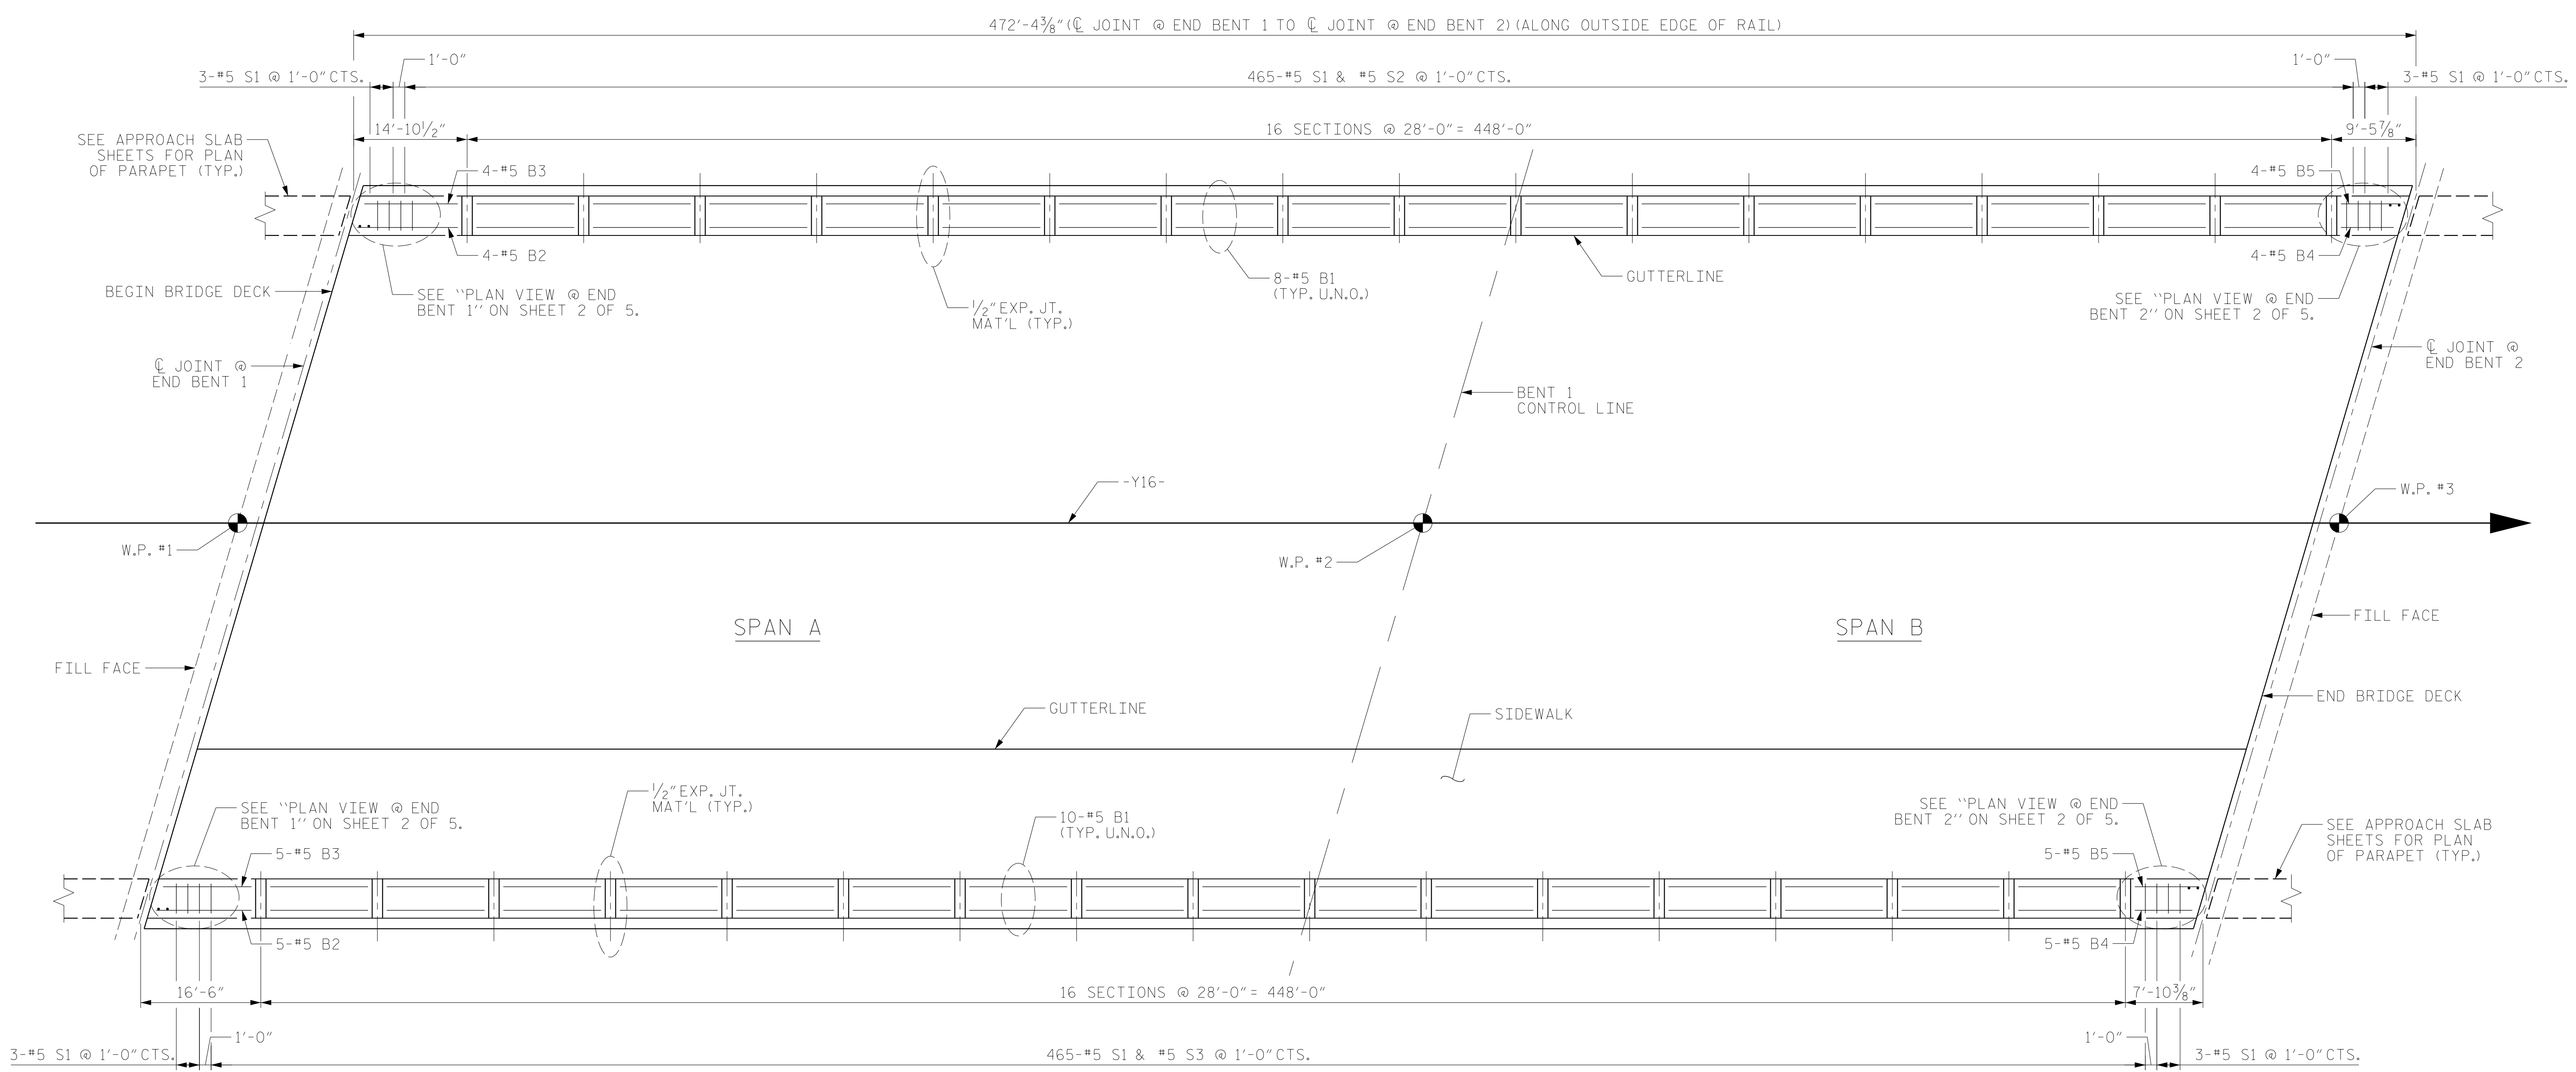 472'-4⅜" (℄ JOINT @ END BENT 1 TO ℄ JOINT @ END BENT 2) (ALONG OUTSIDE EDGE OF RAIL)
1'-0"
1'-0"
3-#5 S1 @ 1'-0" CTS.
465-#5 S1 & #5 S2 @ 1'-0" CTS.
3-#5 S1 @ 1'-0" CTS.
14'-10½"
16 SECTIONS @ 28'-0" = 448'-0"
9'-5⅞"
SEE APPROACH SLAB
SHEETS FOR PLAN
OF PARAPET (TYP.)
4-#5 B3
4-#5 B5
4-#5 B2
4-#5 B4
8-#5 B1
(TYP. U.N.O.)
GUTTERLINE
BEGIN BRIDGE DECK
SEE ``PLAN VIEW @ END
BENT 1'' ON SHEET 2 OF 5.
½" EXP. JT.
MAT'L (TYP.)
SEE ``PLAN VIEW @ END
BENT 2'' ON SHEET 2 OF 5.
℄ JOINT @
END BENT 1
℄ JOINT @
END BENT 2
BENT 1
CONTROL LINE
-Y16-
W.P. #3
W.P. #1
W.P. #2
SPAN A
SPAN B
FILL FACE
FILL FACE
END BRIDGE DECK
GUTTERLINE
SIDEWALK
SEE ``PLAN VIEW @ END
BENT 1'' ON SHEET 2 OF 5.
½" EXP. JT.
MAT'L (TYP.)
10-#5 B1
(TYP. U.N.O.)
SEE ``PLAN VIEW @ END
BENT 2'' ON SHEET 2 OF 5.
SEE APPROACH SLAB
SHEETS FOR PLAN
OF PARAPET (TYP.)
5-#5 B3
5-#5 B5
5-#5 B2
5-#5 B4
16'-6"
16 SECTIONS @ 28'-0" = 448'-0"
7'-10⅜"
1'-0"
1'-0"
3-#5 S1 @ 1'-0" CTS.
465-#5 S1 & #5 S3 @ 1'-0" CTS.
3-#5 S1 @ 1'-0" CTS.